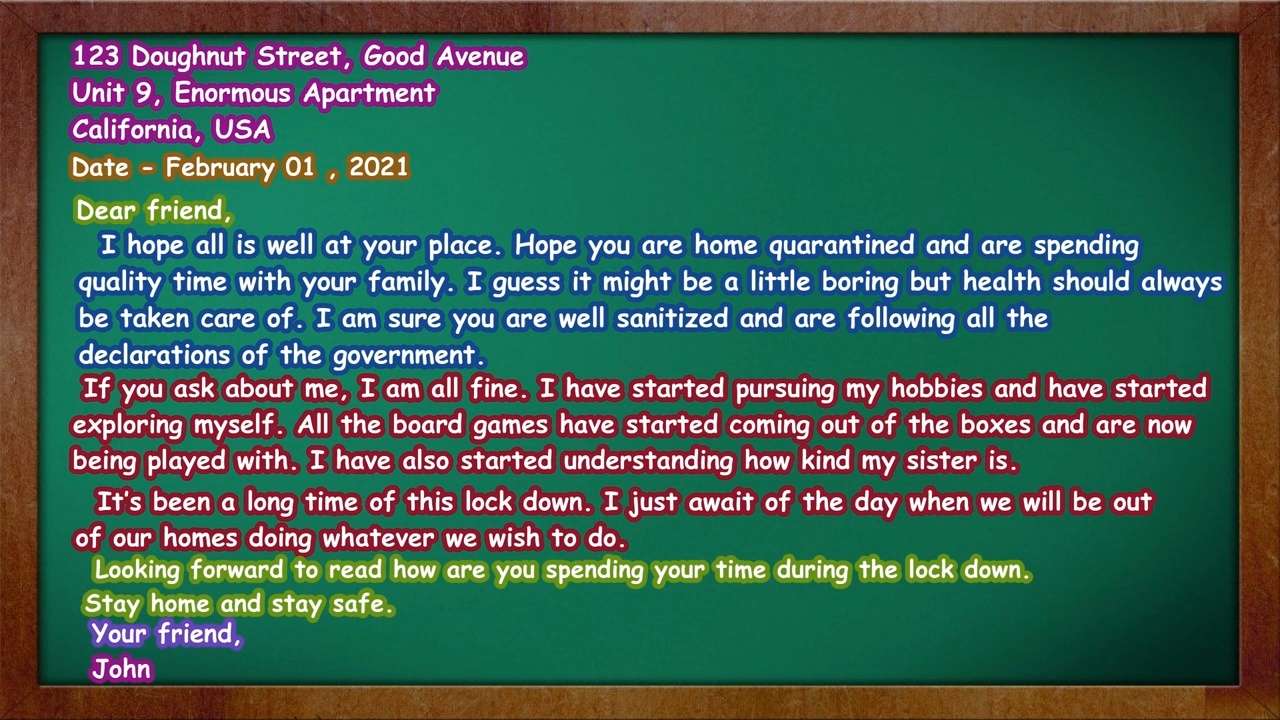 123 Doughnut Street, Good Avenue
Unit 9, Enormous Apartment
California, USA
Date - February 01 , 2021
Dear friend,
I hope all is well at your place. Hope you are home quarantined and are spending
quality time with your family. I guess it might be a little boring but health should always
be taken care of. I am sure you are well sanitized and are following all the
declarations of the government.
If you ask about me, I am all fine. I have started pursuing my hobbies and have started
exploring myself. All the board games have started coming out of the boxes and are now
being played with. I have also started understanding how kind my sister is.
It's been a long time of this lock down. I just await of the day when we will be out
of our homes doing whatever we wish to do.
Looking forward to read how are you spending your time during the lock down.
Stay home and stay safe.
Your friend,
John